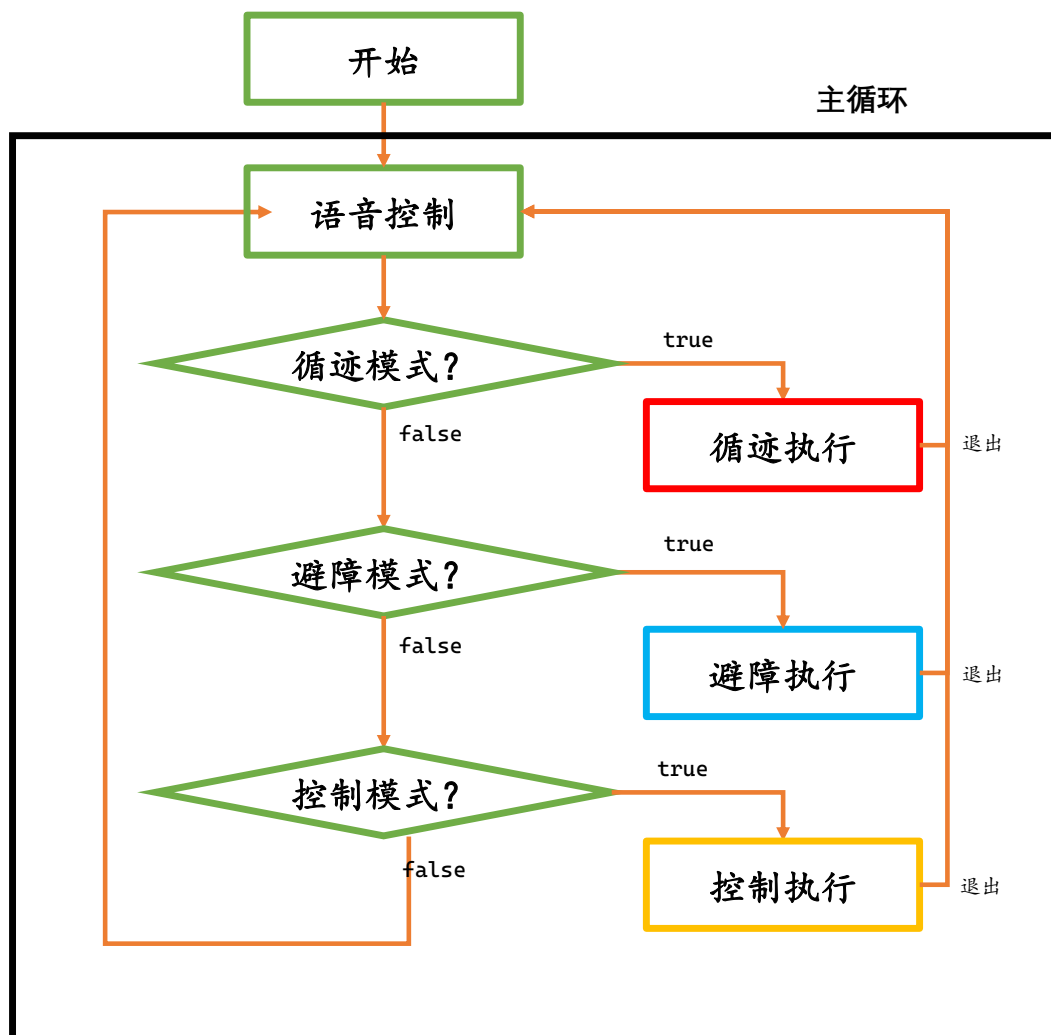 开始
主循环
语音控制
循迹模式?
true
false
循迹执行
退出
避障模式?
true
false
避障执行
退出
控制模式?
true
false
控制执行
退出